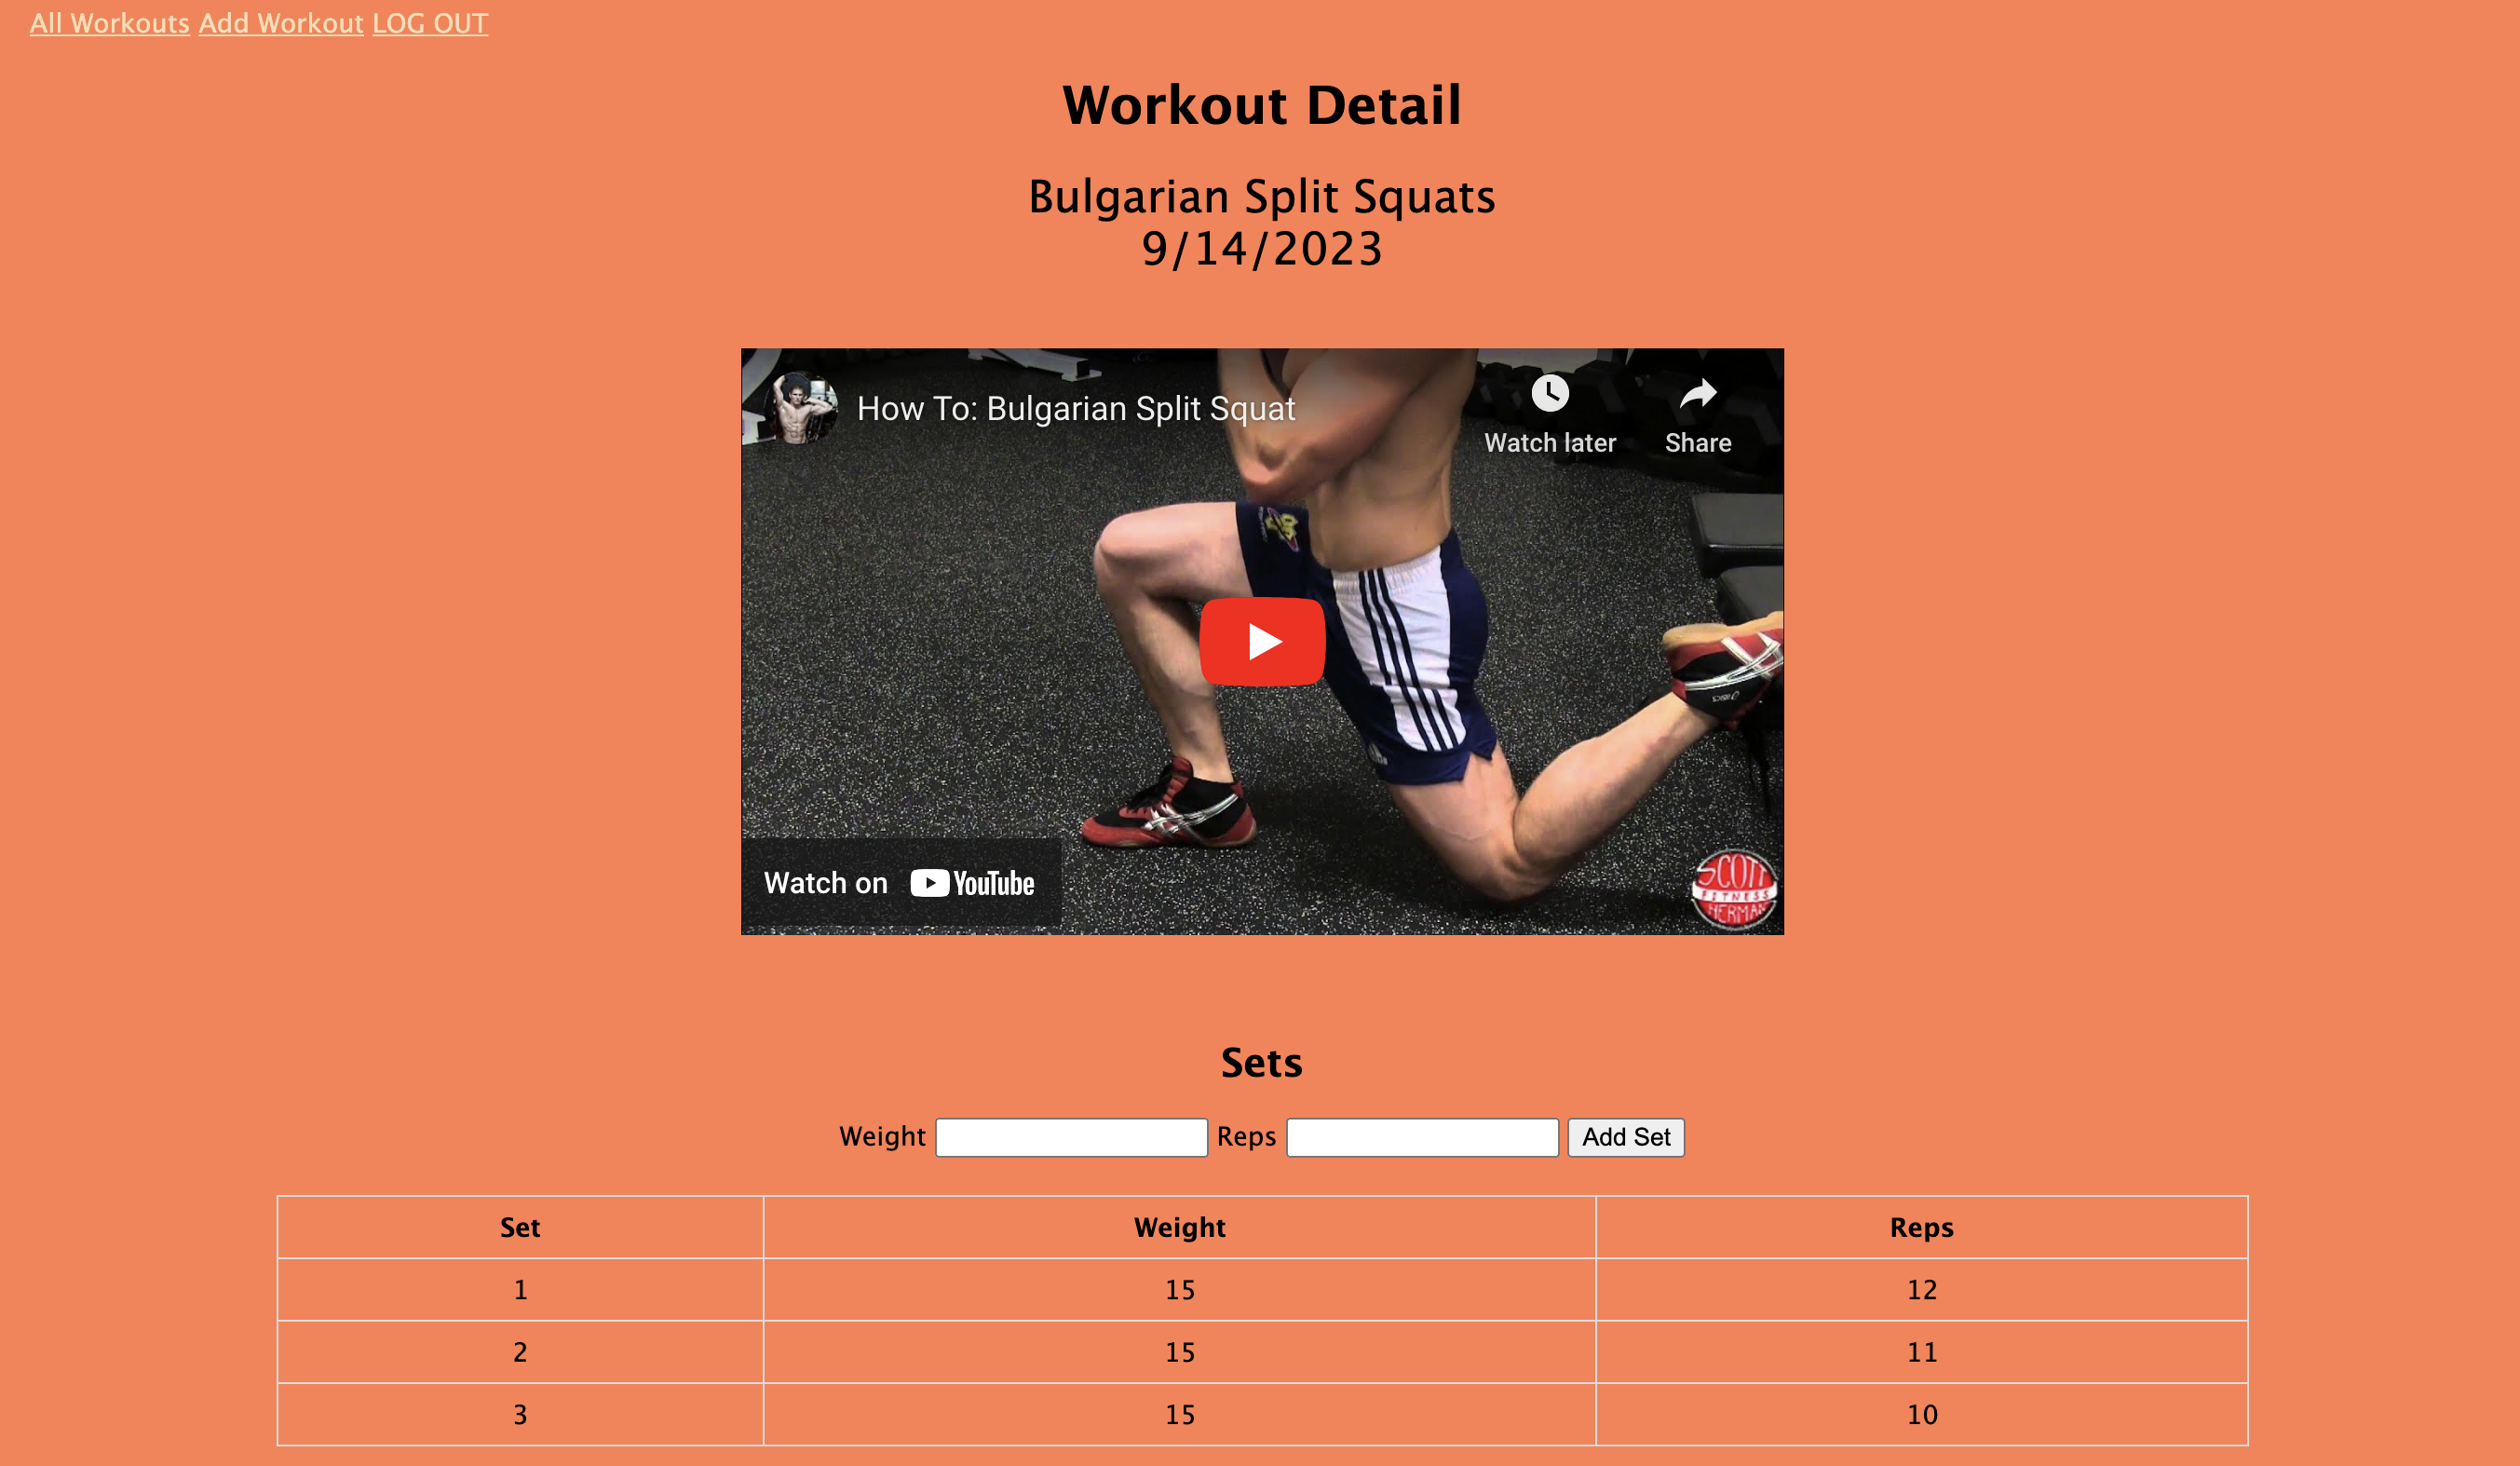 All Workouts Add Workout LOG OUT
Workout Detail
Bulgarian Split Squats
9/14/2023
How To: Bulgarian Split Squat
Watch later Share
Watch on YouTube
SCOTT
FITNESS
HERMAN
Sets
Weight Reps Add Set
Set Weight Reps
1 15 12
2 15 11
3 15 10